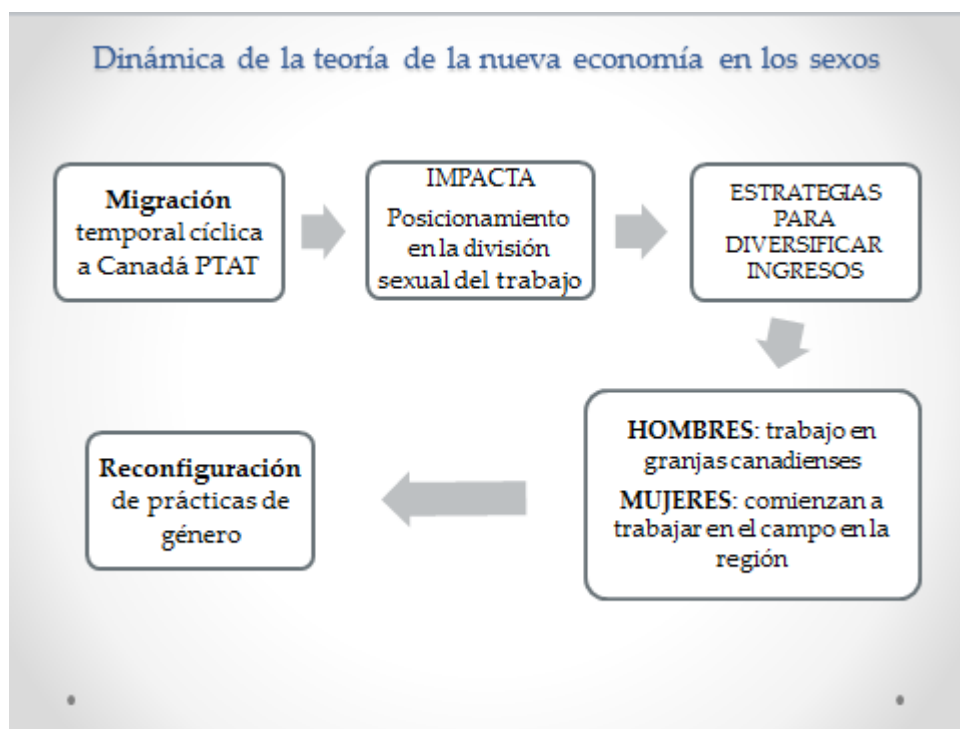 Dinámica de la teoría de la nueva economía en los sexos
Migración
temporal cíclica
a Canadá PTAT
IMPACTA
Posicionamiento
en la división
sexual del trabajo
ESTRATEGIAS
PARA
DIVERSIFICAR
INGRESOS
HOMBRES: trabajo en
granjas canadienses
MUJERES: comienzan a
trabajar en el campo en la
región
Reconfiguración
de prácticas de
género